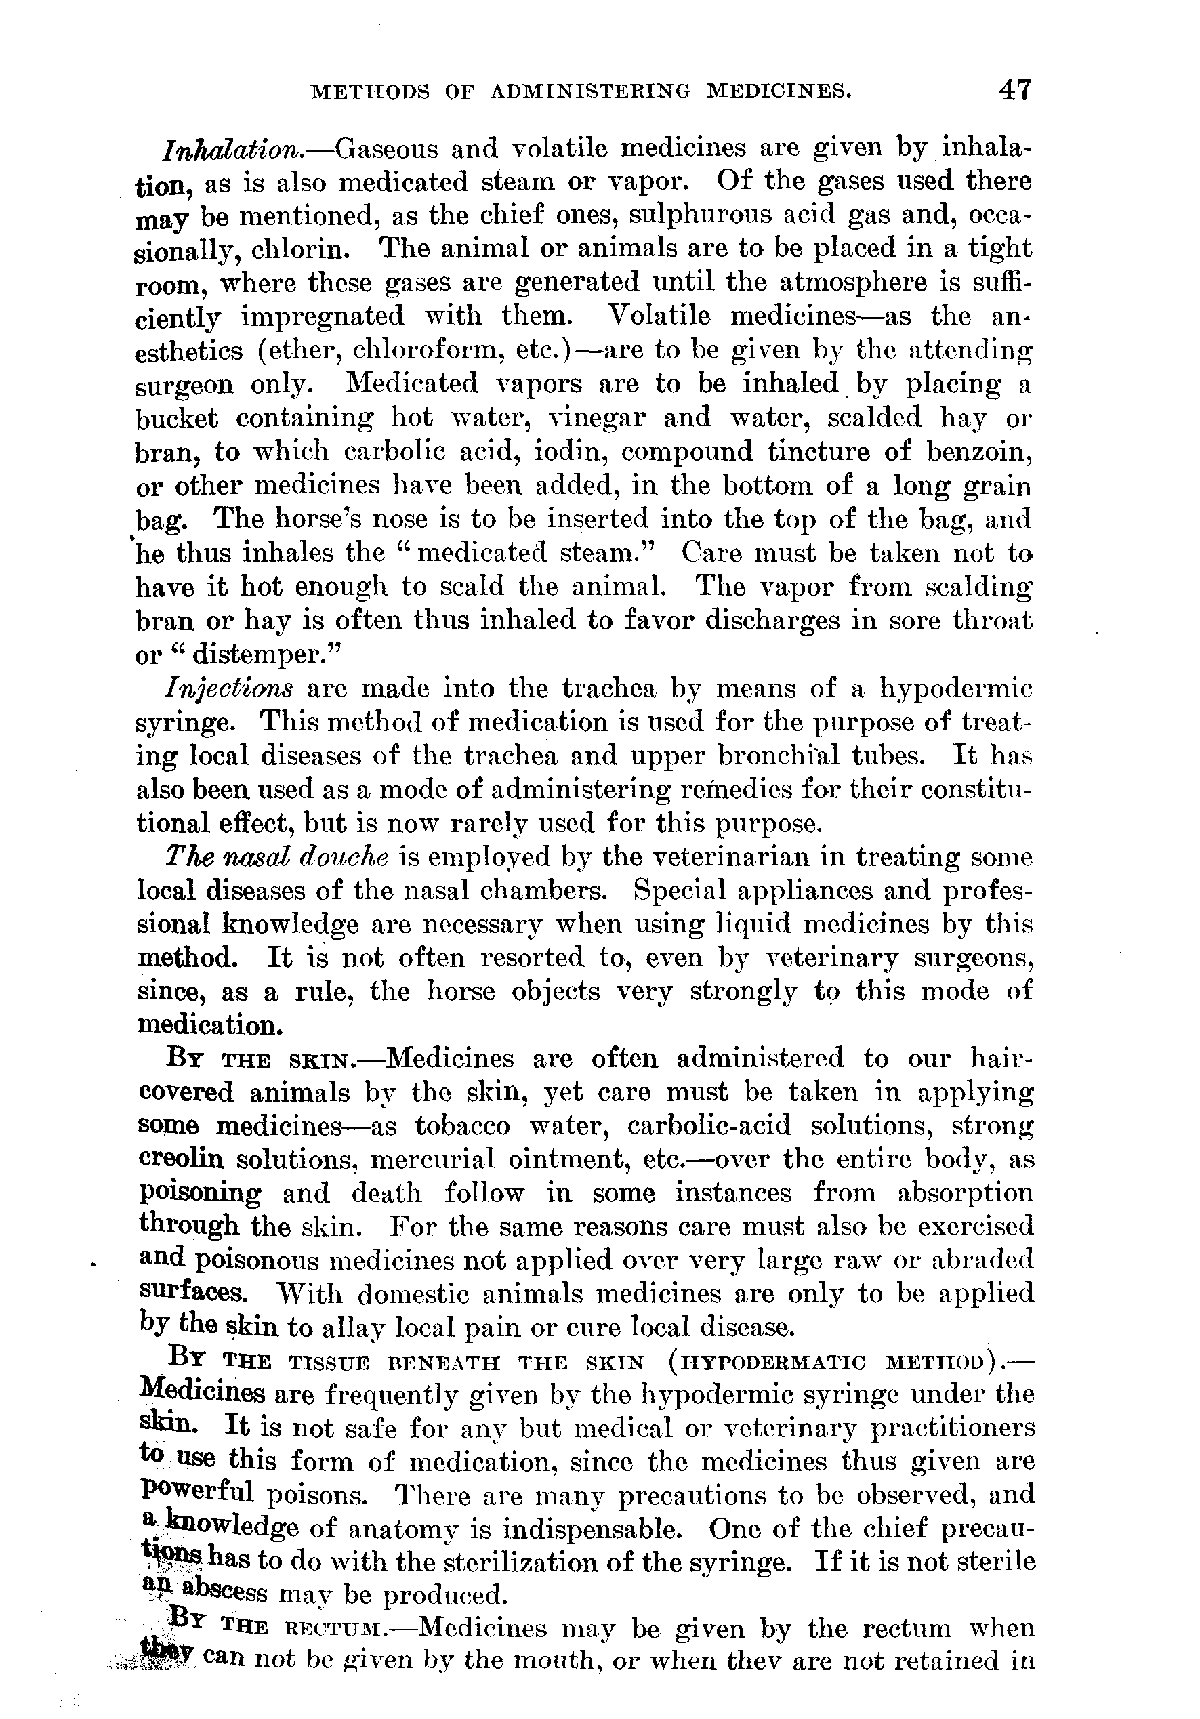 METHODS OF ADMINISTERING MEDICINES. 47
Inhalation.—Gaseous and volatile medicines are given by inhala-
tion, as is also medicated steam or vapor. Of the gases used there
may be mentioned, as the chief ones, sulphurous acid gas and, occa-
sionally, chlorin. The animal or animals are to be placed in a tight
room, where these gases are generated until the atmosphere is suffi-
ciently impregnated with them. Volatile medicines—as the an-
esthetics (ether, chloroform, etc.)—are to be given by the attending
surgeon only. Medicated vapors are to be inhaled by placing a
bucket containing hot water, vinegar and water, scalded hay or
bran, to which carbolic acid, iodin, compound tincture of benzoin,
or other medicines have been added, in the bottom of a long grain
bag. The horse's nose is to be inserted into the top of the bag, and
he thus inhales the "medicated steam." Care must be taken not to
have it hot enough to scald the animal. The vapor from scalding
bran or hay is often thus inhaled to favor discharges in sore throat
or "distemper."
Injections are made into the trachea by means of a hypodermic
syringe. This method of medication is used for the purpose of treat-
ing local diseases of the trachea and upper bronchial tubes. It has
also been used as a mode of administering remedies for their constitu-
tional effect, but is now rarely used for this purpose.
The nasal douche is employed by the veterinarian in treating some
local diseases of the nasal chambers. Special appliances and profes-
sional knowledge are necessary when using liquid medicines by this
method. It is not often resorted to, even by veterinary surgeons,
since, as a rule, the horse objects very strongly to this mode of
medication.
BY THE SKIN.—Medicines are often administered to our hair-
covered animals by the skin, yet care must be taken in applying
some medicines—as tobacco water, carbolic-acid solutions, strong
creolin solutions, mercurial ointment, etc.—over the entire body, as
poisoning and death follow in some instances from absorption
through the skin. For the same reasons care must also be exercised
and poisonous medicines not applied over very large raw or abraded
surfaces. With domestic animals medicines are only to be applied
by the skin to allay local pain or cure local disease.
BY THE TISSUE BENEATH THE SKIN (HYPODERMATIC METHOD).—
Medicines are frequently given by the hypodermic syringe under the
skin. It is not safe for any but medical or veterinary practitioners
to use this form of medication, since the medicines thus given are
powerful poisons. There are many precautions to be observed, and
a knowledge of anatomy is indispensable. One of the chief precau-
tions has to do with the sterilization of the syringe. If it is not sterile
an abscess may be produced.
BY THE RECTUM.—Medicines may be given by the rectum when
they can not be given by the mouth, or when they are not retained in